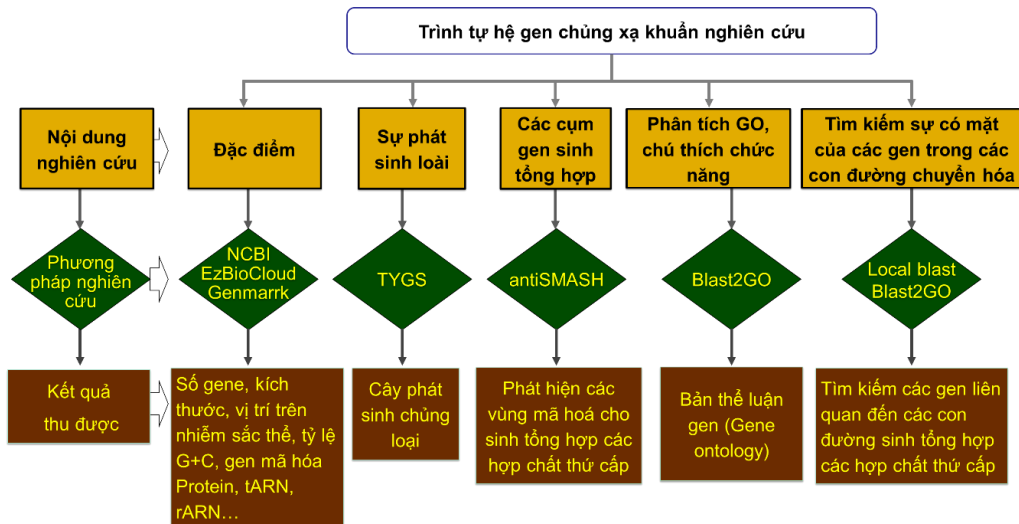 Trình tự hệ gen chủng xạ khuẩn nghiên cứu
Nội dung
nghiên cứu
Đặc điểm
Sự phát
sinh loài
Các cụm
gen sinh
tổng hợp
Phân tích GO,
chú thích chức
năng
Tìm kiếm sự có mặt
của các gen trong các
con đường chuyển hóa
Phương
pháp nghiên
cứu
NCBI
EzBioCloud
Genmarrk
TYGS
antiSMASH
Blast2GO
Local blast
Blast2GO
Kết quả
thu được
Số gene, kích
thước, vị trí trên
nhiễm sắc thể, tỷ lệ
G+C, gen mã hóa
Protein, tARN,
rARN…
Cây phát
sinh chủng
loại
Phát hiện các
vùng mã hoá cho
sinh tổng hợp các
hợp chất thứ cấp
Bản thể luận
gen (Gene
ontology)
Tìm kiếm các gen liên
quan đến các con
đường sinh tổng hợp
các hợp chất thứ cấp